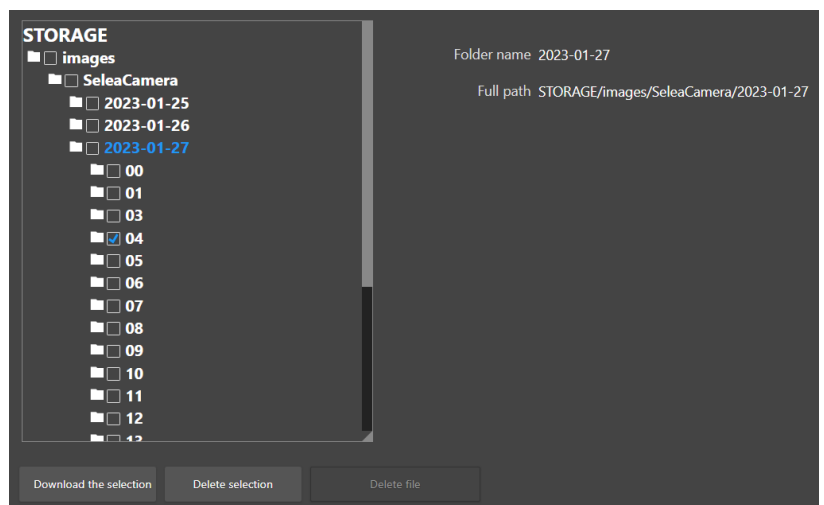 STORAGE
images
SeleaCamera
2023-01-25
2023-01-26
2023-01-27
00
01
03
04
05
06
07
08
09
10
11
12
13
Folder name 2023-01-27
Full path STORAGE/images/SeleaCamera/2023-01-27
Download the selection
Delete selection
Delete file